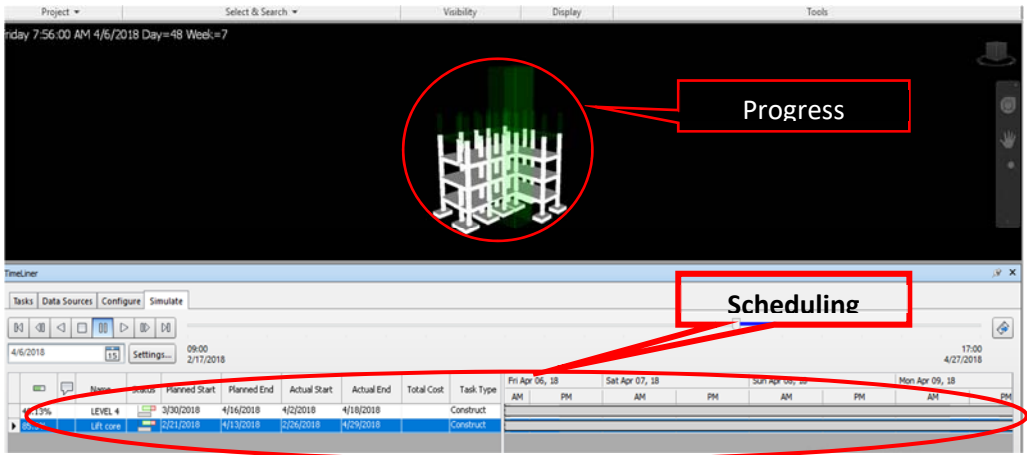 Project Select & Search Visibility Display Tools
riday 7:56:00 AM 4/6/2018 Day=48 Week=7
Progress
TimeLiner
Tasks Data Sources Configure Simulate
Scheduling
4/6/2018 15 Settings... 09:00 2/17/2018 17:00 4/27/2018
Name Status Planned Start Planned End Actual Start Actual End Total Cost Task Type Fri Apr 06, 18 Sat Apr 07, 18 Sun Apr 08, 18 Mon Apr 09, 18
AM PM AM PM AM PM AM PM
LEVEL 4 3/30/2018 4/16/2018 4/2/2018 4/18/2018 Construct
Lift core 2/21/2018 4/13/2018 2/26/2018 4/29/2018 Construct